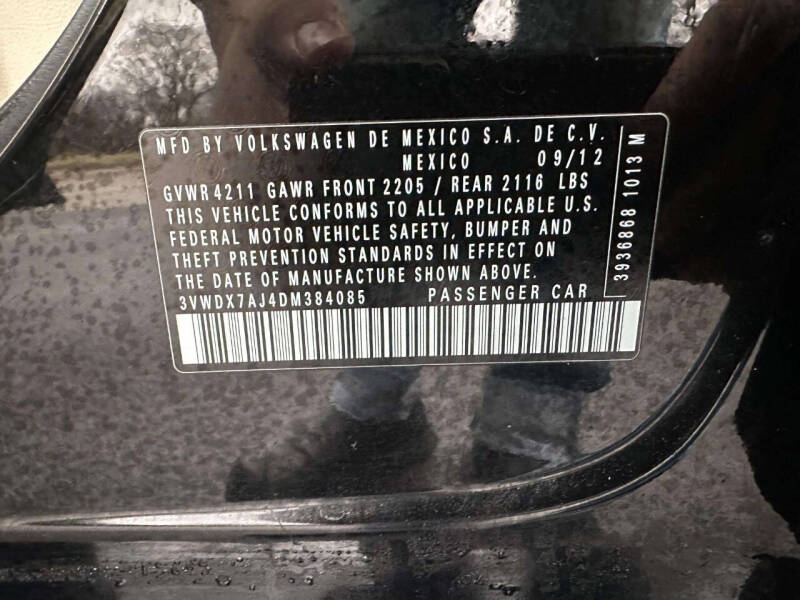 MFD BY VOLKSWAGEN DE MEXICO S.A. DE C.V.
MEXICO 09/12
GVWR 4211 GAWR FRONT 2205 / REAR 2116 LBS
THIS VEHICLE CONFORMS TO ALL APPLICABLE U.S.
FEDERAL MOTOR VEHICLE SAFETY, BUMPER AND
THEFT PREVENTION STANDARDS IN EFFECT ON
THE DATE OF MANUFACTURE SHOWN ABOVE.
3VWDX7AJ4DM384085 PASSENGER CAR
3936868 1013 M